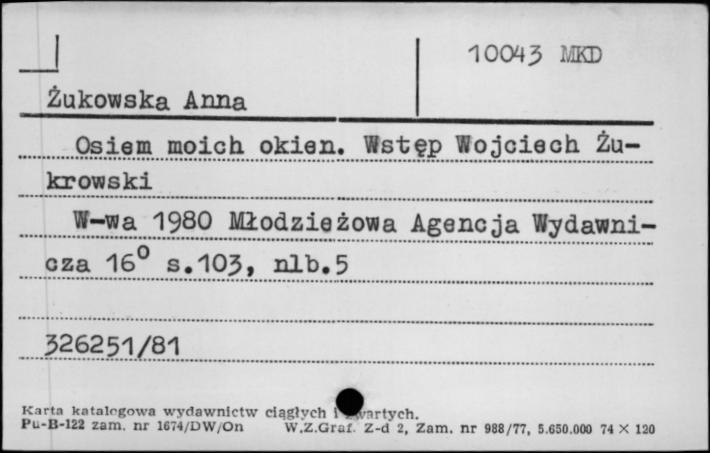 10043 MKD
Żukowska Anna
Osiem moich okien. Wstęp Wojciech Żu-
krowski
W-wa 1980 Młodzieżowa Agencja Wydawni-
cza 16° s.103, nlb.5
326251/81
Karta katalogowa wydawnictw ciągłych i zwartych.
Pu-B-122 zam. nr 1674/DW/On W.Z.Graf. Z-d 2, Zam. nr 988/77, 5.650.000 74 × 120